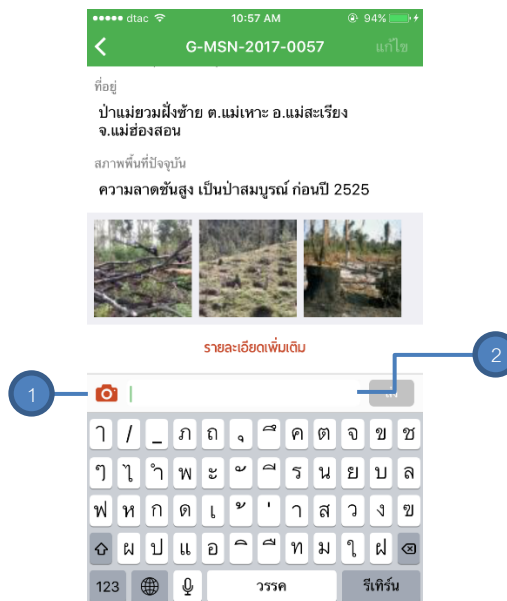 dtac 10:57 AM 94%
G-MSN-2017-0057 แก้ไข
ที่อยู่
ป่าแม่ยวมฝั่งซ้าย ต.แม่เหาะ อ.แม่สะเรียง
จ.แม่ฮ่องสอน
สภาพพื้นที่ปัจจุบัน
ความลาดชันสูง เป็นป่าสมบูรณ์ ก่อนปี 2525
รายละเอียดเพิ่มเติม
2
1
ๅ / _ ภ ถ ุ ึ ค ต จ ข ช
ๆ ไ ำ พ ะ ั ี ร น ย บ ล
ฟ ห ก ด เ ้ ่ า ส ว ง ฃ
ผ ป แ อ ิ ื ท ม ใ ฝ
123 วรรค รีเทิร์น